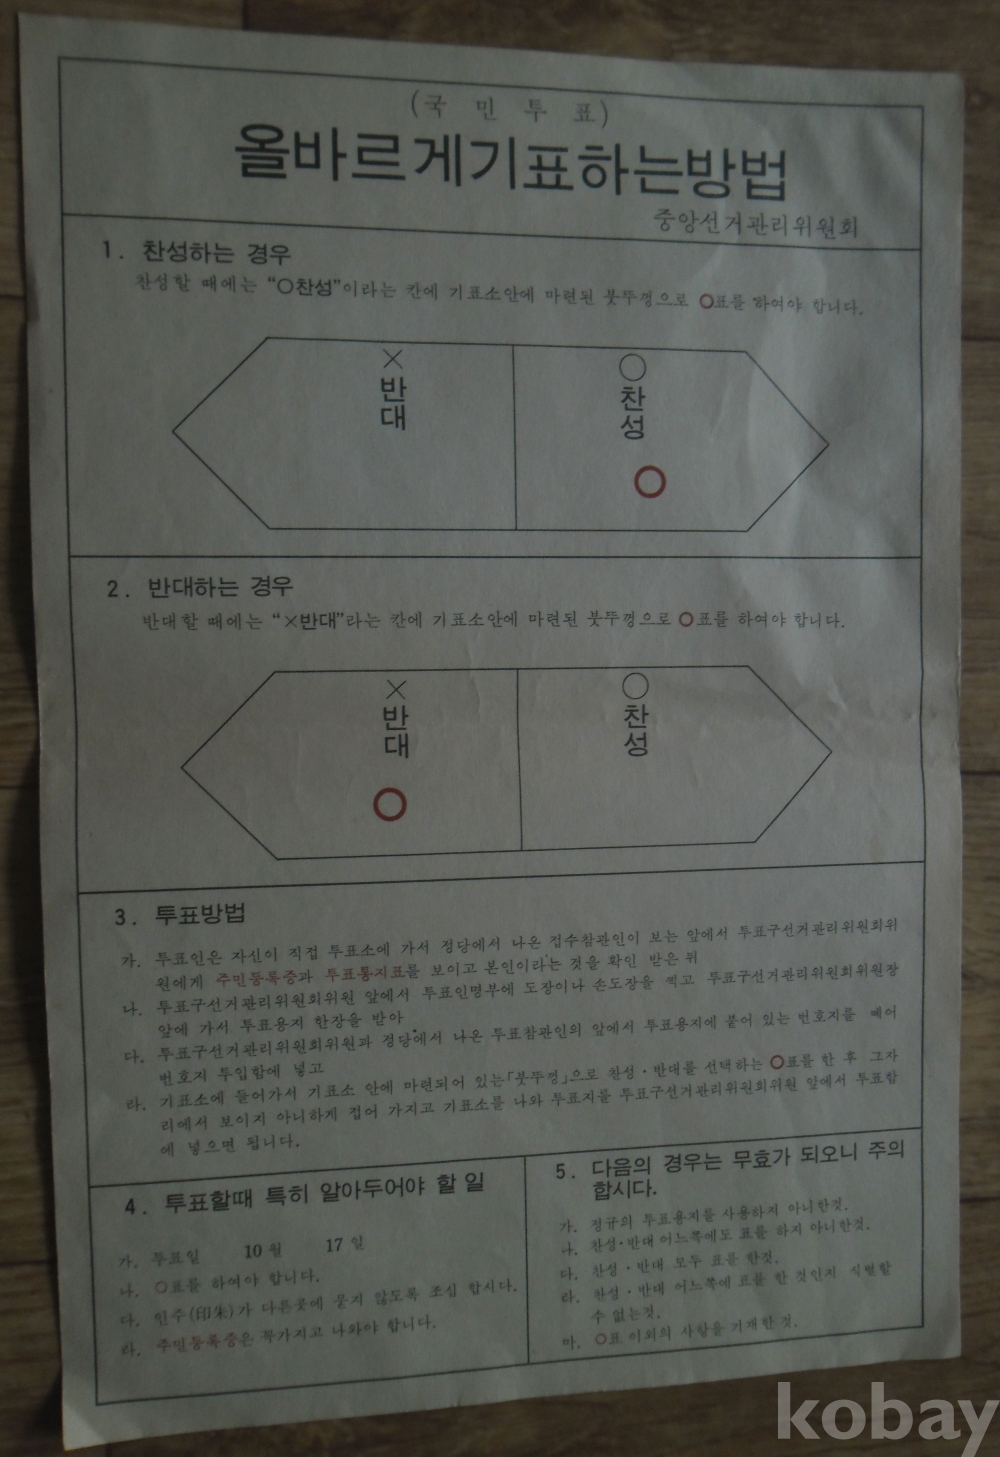 (국 민 투 표)
올바르게기표하는방법
중앙선거관리위원회
1. 찬성하는 경우
찬성할 때에는 “○찬성”이라는 칸에 기표소안에 마련된 붓뚜껑으로 ○표를 하여야 합니다.
× 반대
○ 찬성
○
2. 반대하는 경우
반대할 때에는 “×반대”라는 칸에 기표소안에 마련된 붓뚜껑으로 ○표를 하여야 합니다.
× 반대
○ 찬성
○
3. 투표방법
가. 투표인은 자신이 직접 투표소에 가서 정당에서 나온 접수참관인이 보는 앞에서 투표구선거관리위원회위
원에게 주민등록증과 투표통지표를 보이고 본인이라는 것을 확인 받은 뒤
나. 투표구선거관리위원회위원 앞에서 투표인명부에 도장이나 손도장을 찍고 투표구선거관리위원회위원장
앞에 가서 투표용지 한장을 받아
다. 투표구선거관리위원회위원과 정당에서 나온 투표참관인의 앞에서 투표용지에 붙어 있는 번호지를 떼어
번호지 투입함에 넣고
라. 기표소에 들어가서 기표소 안에 마련되어 있는「붓뚜껑」으로 찬성·반대를 선택하는 ○표를 한 후 그자
리에서 보이지 아니하게 접어 가지고 기표소를 나와 투표지를 투표구선거관리위원회위원 앞에서 투표함
에 넣으면 됩니다.
4. 투표할때 특히 알아두어야 할 일
가. 투표일 10월 17일
나. ○표를 하여야 합니다.
다. 인주(印朱)가 다른곳에 묻지 않도록 조심 합시다.
라. 주민등록증은 꼭가지고 나와야 합니다.
5. 다음의 경우는 무효가 되오니 주의
합시다.
가. 정규의 투표용지를 사용하지 아니한것.
나. 찬성·반대 어느쪽에도 표를 하지 아니한것.
다. 찬성·반대 모두 표를 한것.
라. 찬성·반대 어느쪽에 표를 한 것인지 식별할
수 없는것.
마. ○표 이외의 사항을 기재한 것.
kobay